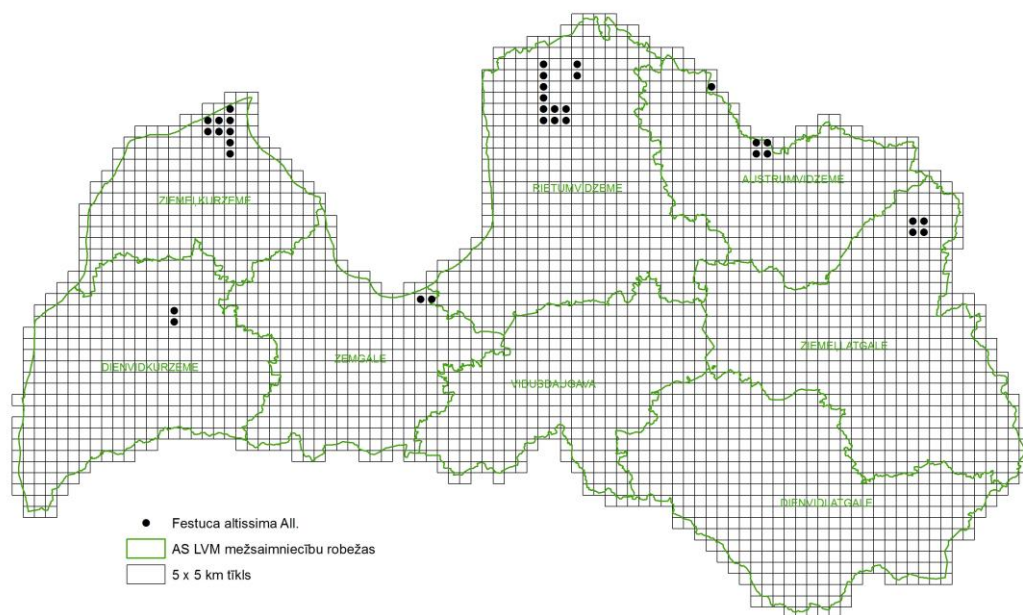 RIETUMVIDZEME
AUSTRUMVIDZEME
ZIEMEĻKURZEME
ZIEMEĻLATGALE
ZEMGALE
DIENVIDKURZEME
VIDUSDAUGAVA
DIENVIDLATGALE
Festuca altissima All.
AS LVM mežsaimniecību robežas
5 x 5 km tīkls